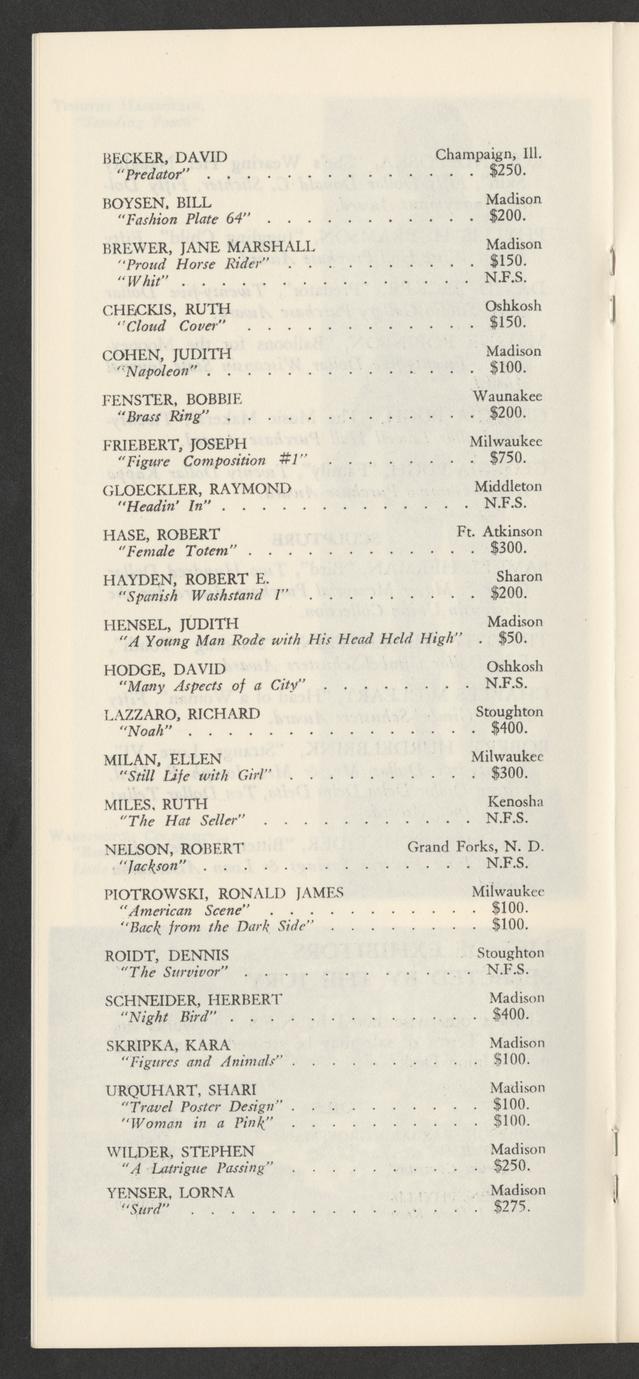 BECKER, DAVID Champaign, Ill.
"Predator" . . . . . . . . . . . . . $250.
BOYSEN, BILL Madison
"Fashion Plate 64" . . . . . . . . . . . $200.
BREWER, JANE MARSHALL Madison
"Proud Horse Rider" . . . . . . . . . . $150.
"Whit" . . . . . . . . . . . . . . N.F.S.
CHECKIS, RUTH Oshkosh
"Cloud Cover" . . . . . . . . . . . $150.
COHEN, JUDITH Madison
"Napoleon" . . . . . . . . . . . . . $100.
FENSTER, BOBBIE Waunakee
"Brass Ring" . . . . . . . . . . . . $200.
FRIEBERT, JOSEPH Milwaukee
"Figure Composition #1" . . . . . . . . $750.
GLOECKLER, RAYMOND Middleton
"Headin' In" . . . . . . . . . . . . N.F.S.
HASE, ROBERT Ft. Atkinson
"Female Totem" . . . . . . . . . . . $300.
HAYDEN, ROBERT E. Sharon
"Spanish Washstand I" . . . . . . . . . $200.
HENSEL, JUDITH Madison
"A Young Man Rode with His Head Held High" . $50.
HODGE, DAVID Oshkosh
"Many Aspects of a City" . . . . . . . . N.F.S.
LAZZARO, RICHARD Stoughton
"Noah" . . . . . . . . . . . . . . $400.
MILAN, ELLEN Milwaukee
"Still Life with Girl" . . . . . . . . . . $300.
MILES, RUTH Kenosha
"The Hat Seller" . . . . . . . . . . . N.F.S.
NELSON, ROBERT Grand Forks, N. D.
"Jackson" . . . . . . . . . . . . . N.F.S.
PIOTROWSKI, RONALD JAMES Milwaukee
"American Scene" . . . . . . . . . . $100.
"Back from the Dark Side" . . . . . . . . $100.
ROIDT, DENNIS Stoughton
"The Survivor" . . . . . . . . . . . N.F.S.
SCHNEIDER, HERBERT Madison
"Night Bird" . . . . . . . . . . . . $400.
SKRIPKA, KARA Madison
"Figures and Animals" . . . . . . . . . . $100.
URQUHART, SHARI Madison
"Travel Poster Design" . . . . . . . . . . $100.
"Woman in a Pink" . . . . . . . . . . $100.
WILDER, STEPHEN Madison
"A Latrigue Passing" . . . . . . . . . $250.
YENSER, LORNA Madison
"Surd" . . . . . . . . . . . . . . $275.